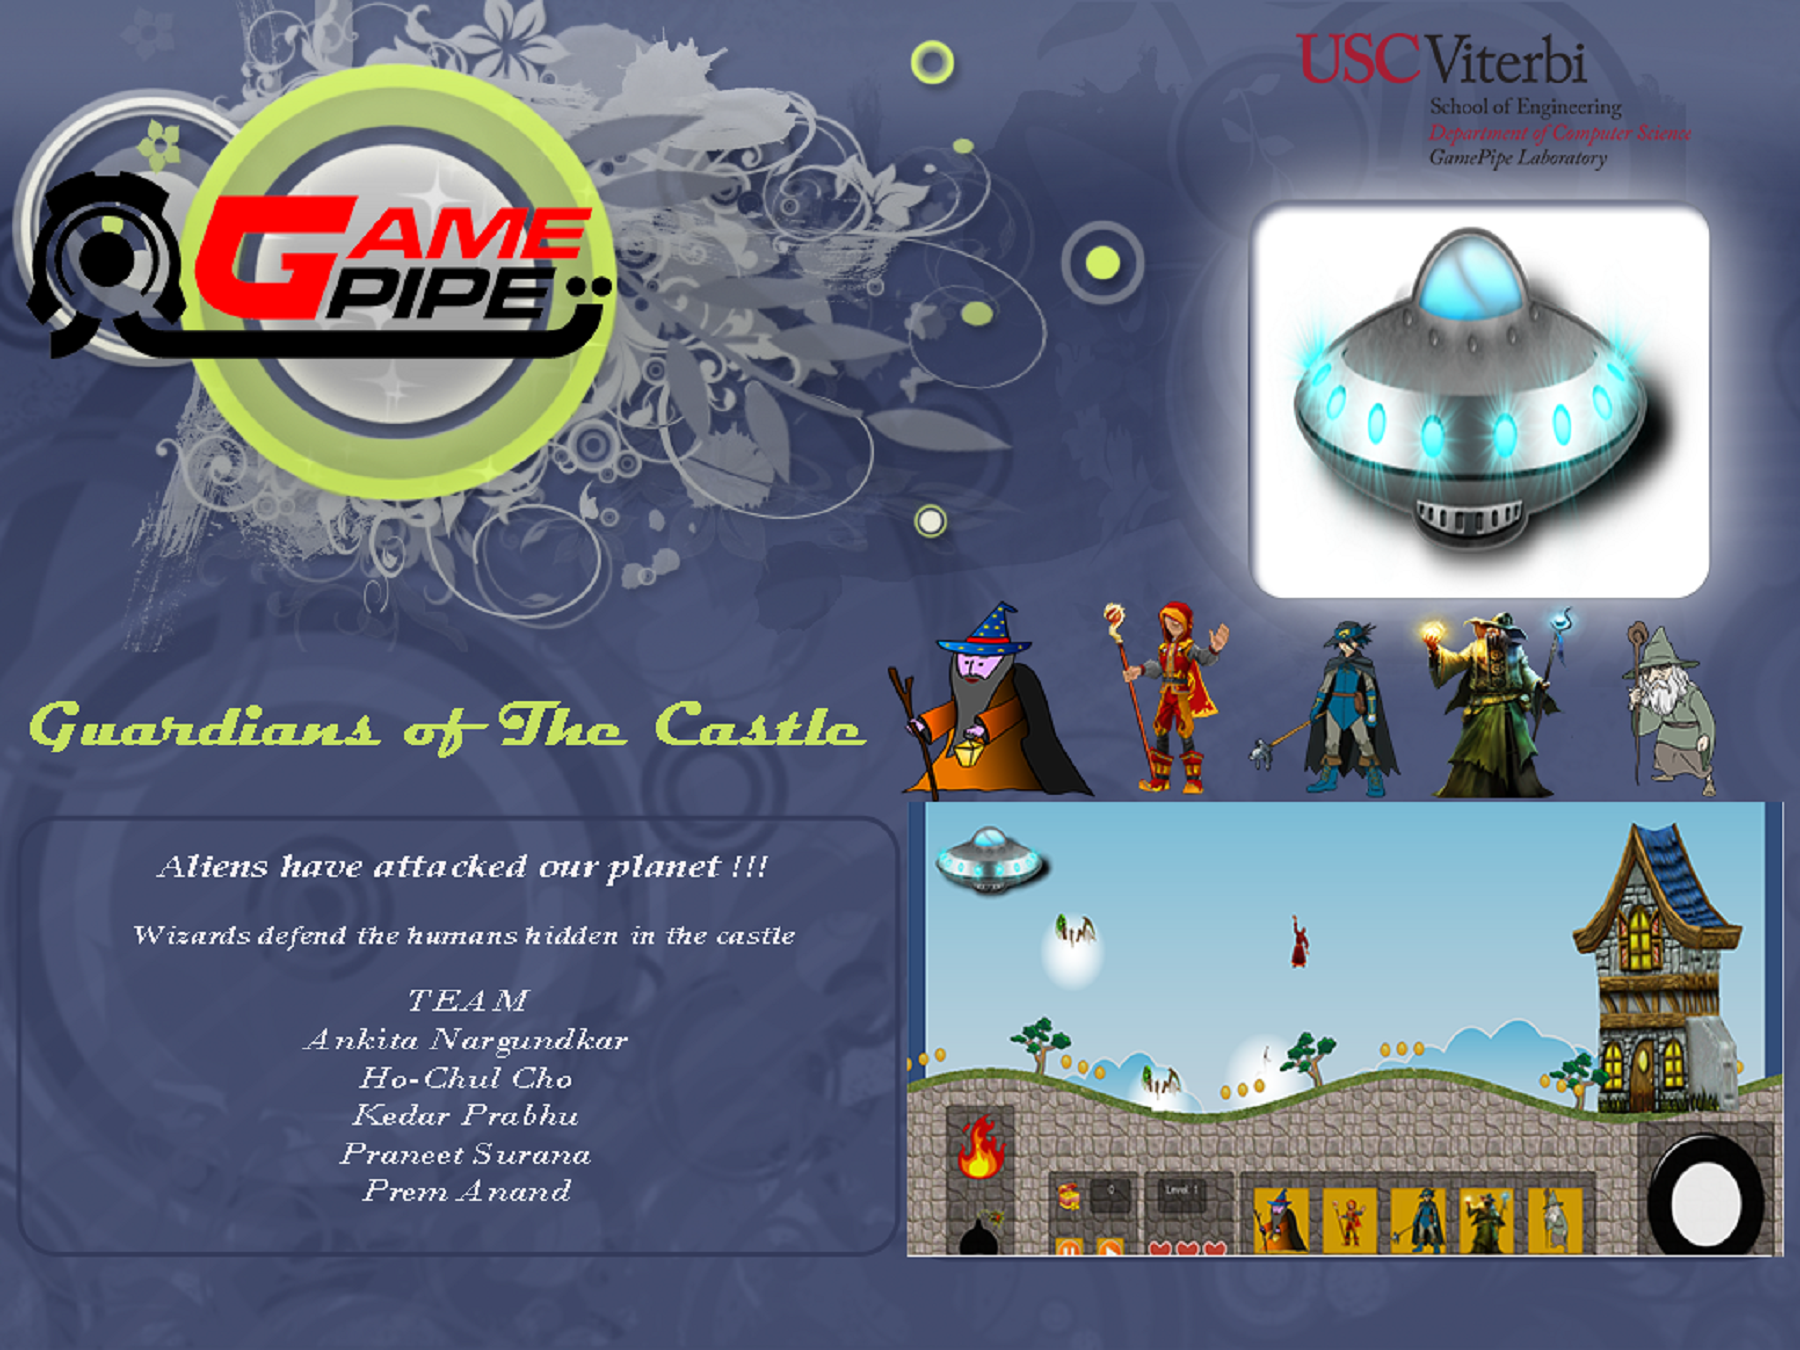 USC Viterbi
School of Engineering
Department of Computer Science
GamePipe Laboratory
GAME
PIPE
Guardians of The Castle
Aliens have attacked our planet !!!
Wizards defend the humans hidden in the castle
TEAM
Ankita Nargundkar
Ho-Chul Cho
Kedar Prabhu
Praneet Surana
Prem Anand
0
Level 1